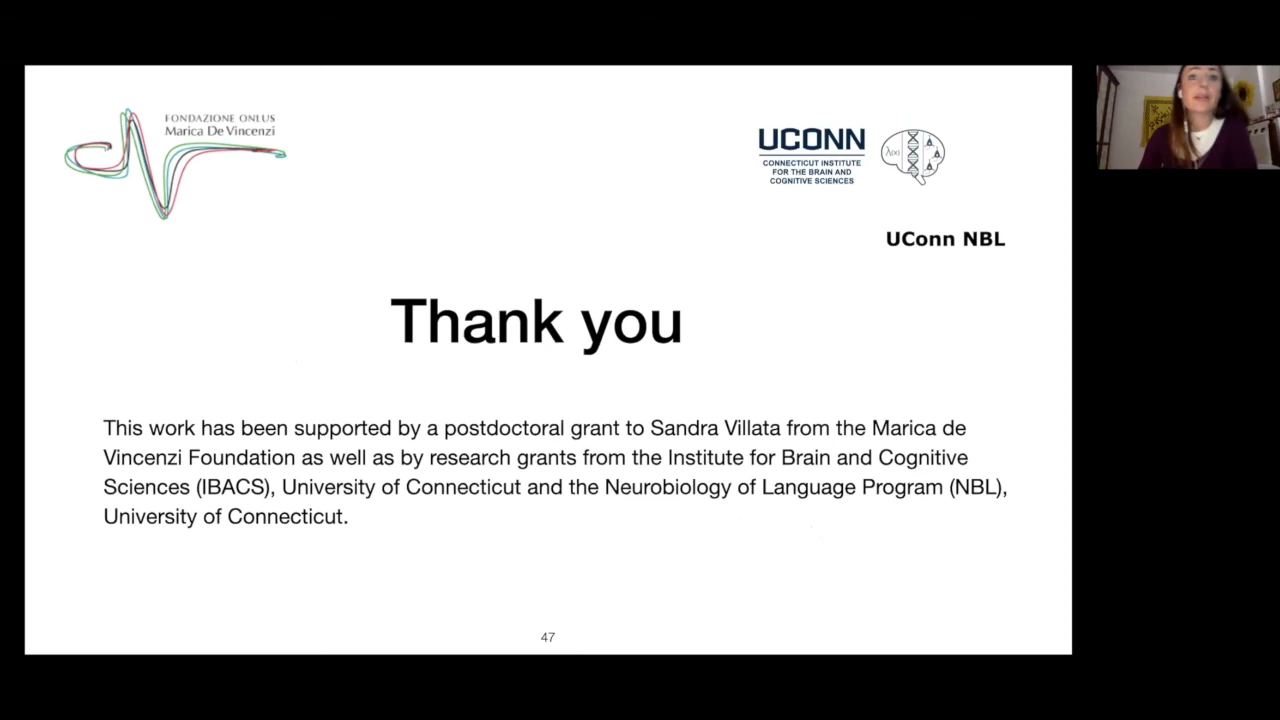 FONDAZIONE ONLUS
Marica De Vincenzi
UCONN
CONNECTICUT INSTITUTE
FOR THE BRAIN AND
COGNITIVE SCIENCES
λ(x)
UConn NBL
Thank you
This work has been supported by a postdoctoral grant to Sandra Villata from the Marica de
Vincenzi Foundation as well as by research grants from the Institute for Brain and Cognitive
Sciences (IBACS), University of Connecticut and the Neurobiology of Language Program (NBL),
University of Connecticut.
47